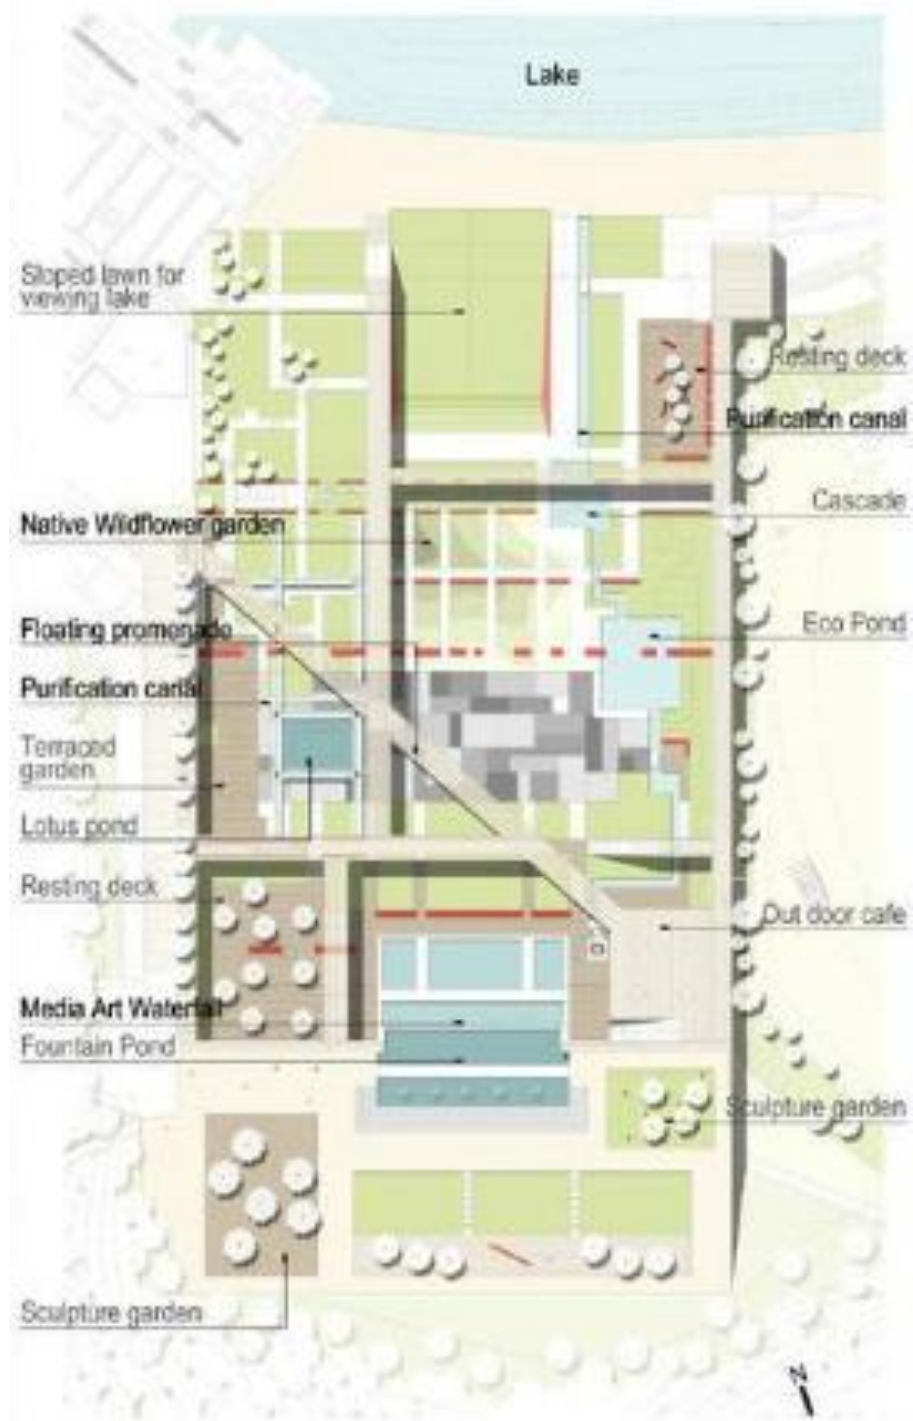 Lake
Sloped lawn for
viewing lake
Resting deck
Purification canal
Cascade
Native Wildflower garden
Floating promenade
Eco Pond
Purification canal
Terraced
garden
Lotus pond
Resting deck
Out door cafe
Media Art Waterfall
Fountain Pond
Sculpture garden
Sculpture garden
N